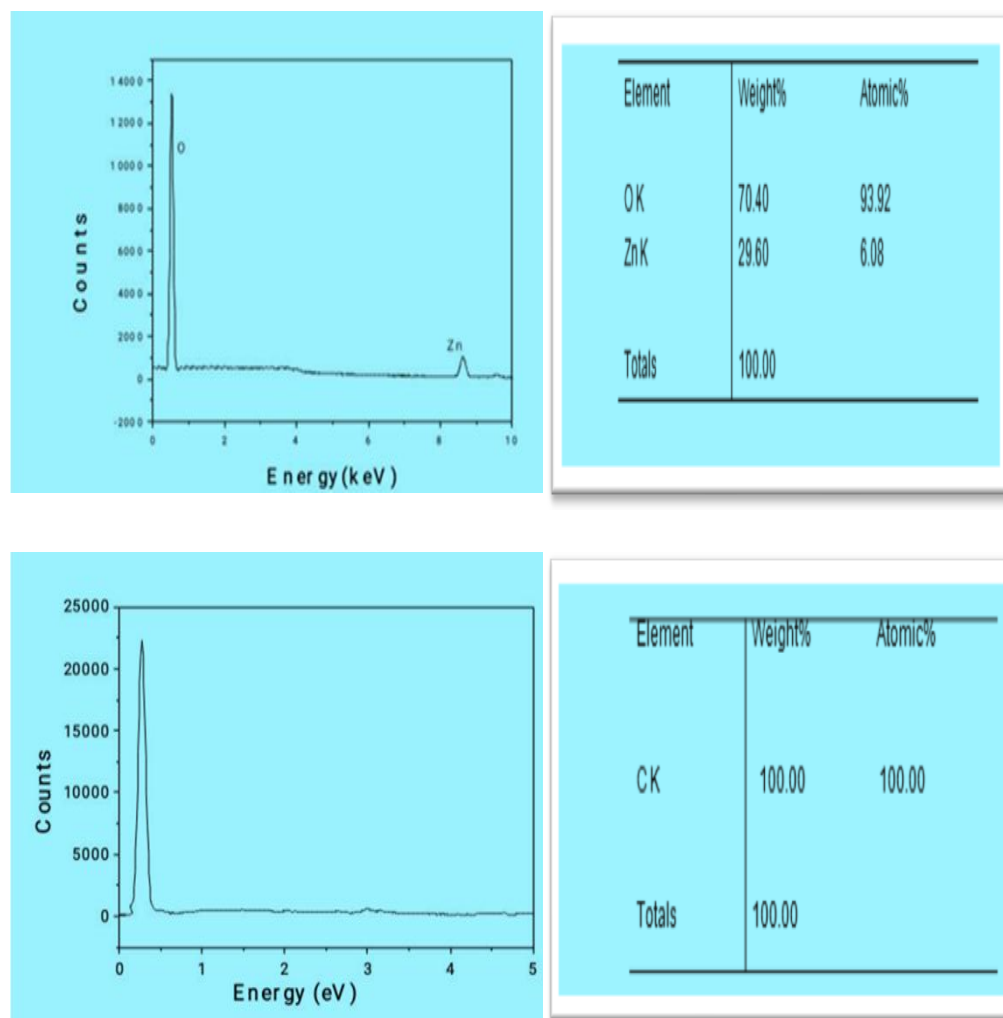 14000
12000
10000
8000
6000
4000
2000
0
-2000
Counts
O
Zn
0 2 4 6 8 10
Energy (keV)
Element Weight% Atomic%
O K 70.40 93.92
Zn K 29.60 6.08
Totals 100.00
25000
20000
15000
10000
5000
0
Counts
0 1 2 3 4 5
Energy (eV)
Element Weight% Atomic%
C K 100.00 100.00
Totals 100.00